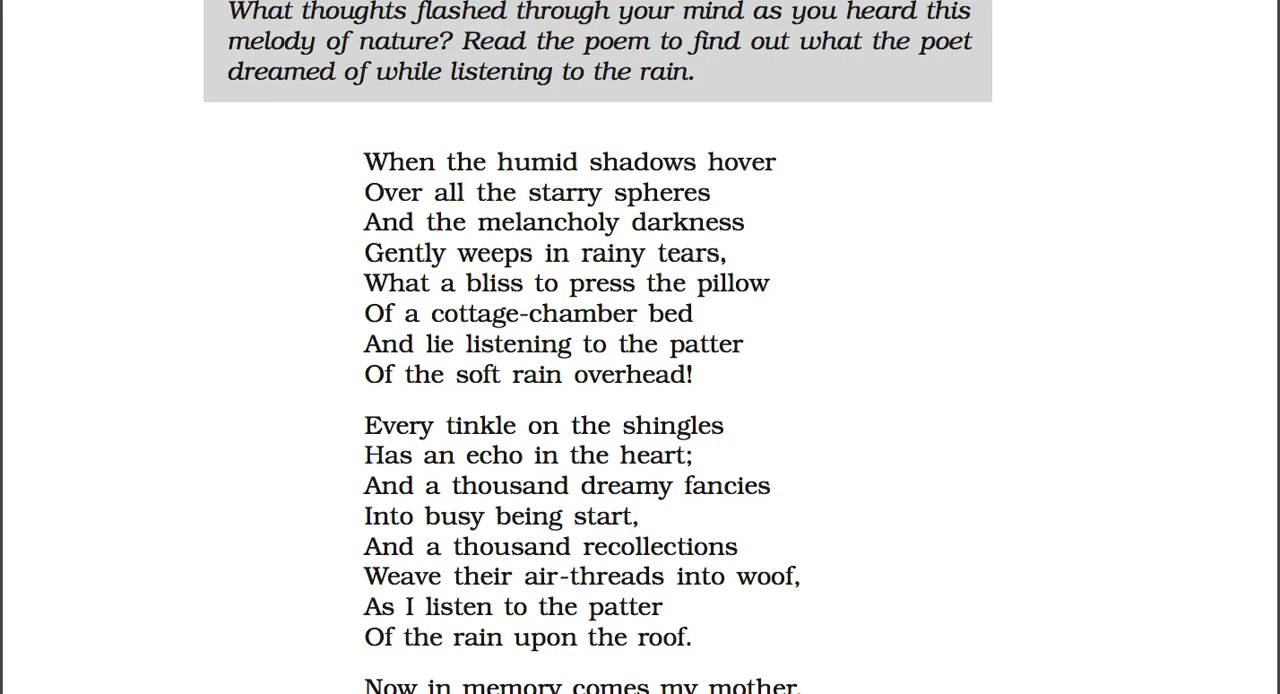 What thoughts flashed through your mind as you heard this
melody of nature? Read the poem to find out what the poet
dreamed of while listening to the rain.
When the humid shadows hover
Over all the starry spheres
And the melancholy darkness
Gently weeps in rainy tears,
What a bliss to press the pillow
Of a cottage-chamber bed
And lie listening to the patter
Of the soft rain overhead!
Every tinkle on the shingles
Has an echo in the heart;
And a thousand dreamy fancies
Into busy being start,
And a thousand recollections
Weave their air-threads into woof,
As I listen to the patter
Of the rain upon the roof.
Now in memory comes my mother,